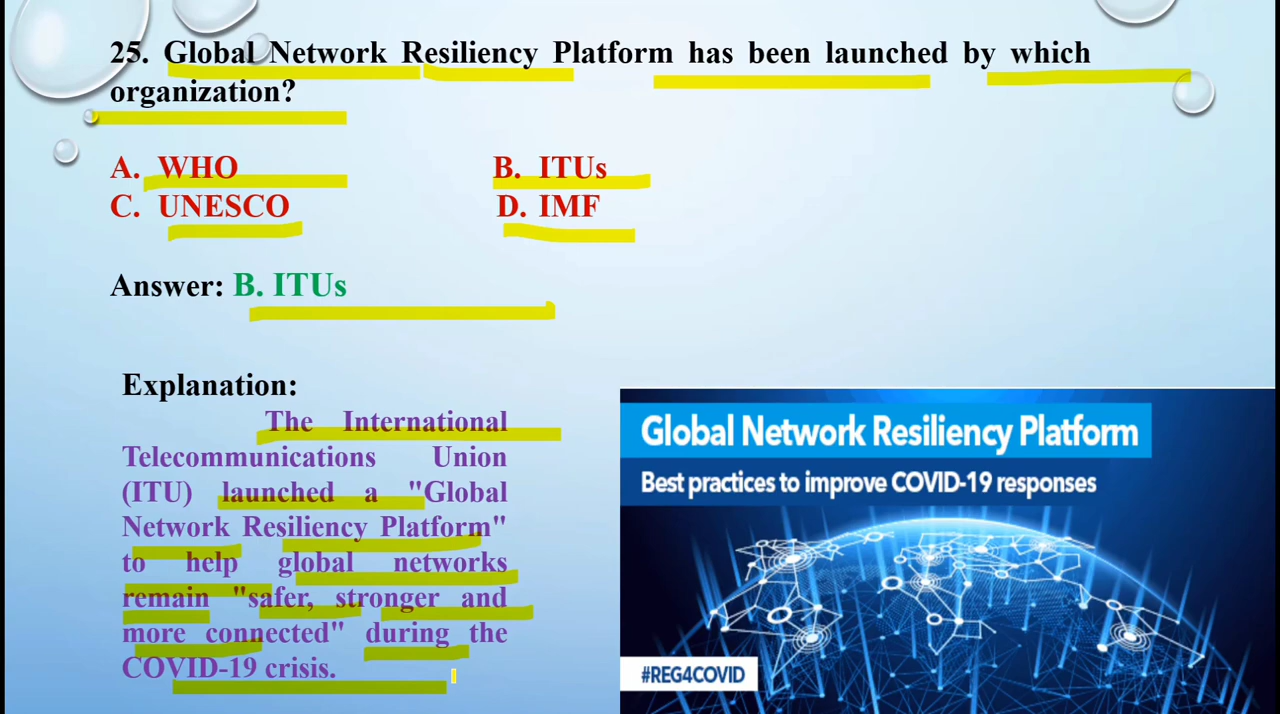 25. Global Network Resiliency Platform has been launched by which
organization?
A. WHO B. ITUs
C. UNESCO D. IMF
Answer: B. ITUs
Explanation:
The International
Telecommunications Union
(ITU) launched a "Global
Network Resiliency Platform"
to help global networks
remain "safer, stronger and
more connected" during the
COVID-19 crisis.
Global Network Resiliency Platform
Best practices to improve COVID-19 responses
#REG4COVID